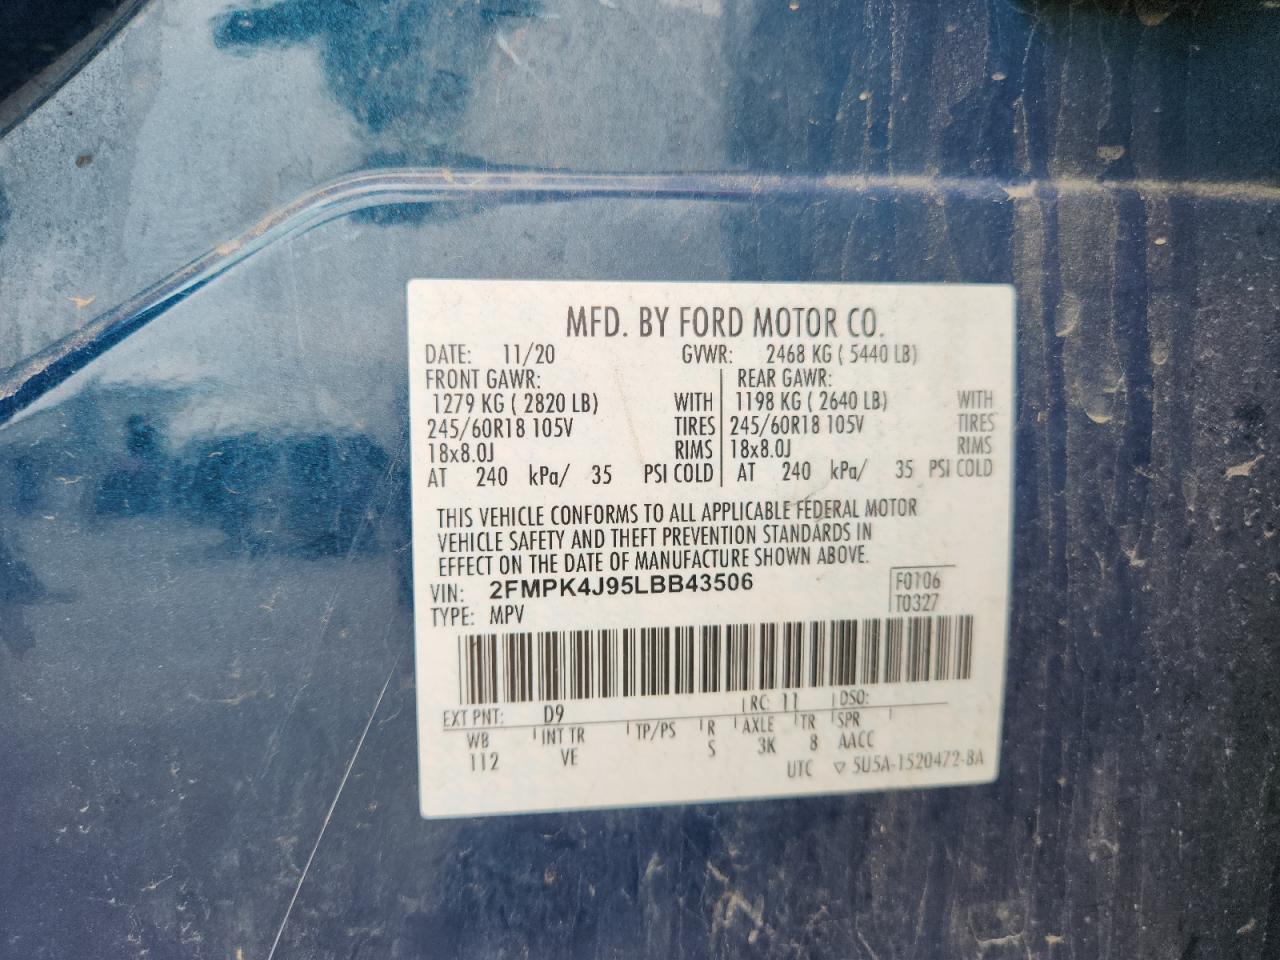 MFD. BY FORD MOTOR CO.
DATE: 11/20 GVWR: 2468 KG ( 5440 LB)
FRONT GAWR: REAR GAWR:
1279 KG ( 2820 LB) WITH 1198 KG ( 2640 LB) WITH
245/60R18 105V TIRES 245/60R18 105V TIRES
18x8.0J RIMS 18x8.0J RIMS
AT 240 kPa/ 35 PSI COLD AT 240 kPa/ 35 PSI COLD
THIS VEHICLE CONFORMS TO ALL APPLICABLE FEDERAL MOTOR
VEHICLE SAFETY AND THEFT PREVENTION STANDARDS IN
EFFECT ON THE DATE OF MANUFACTURE SHOWN ABOVE.
VIN: 2FMPK4J95LBB43506 F0106
TYPE: MPV T0327
EXT PNT: D9 RC: 11 DSO:
WB INT TR TP/PS R AXLE TR SPR
112 VE S 3K 8 AACC
UTC ▽ 5U5A-1520472-BA